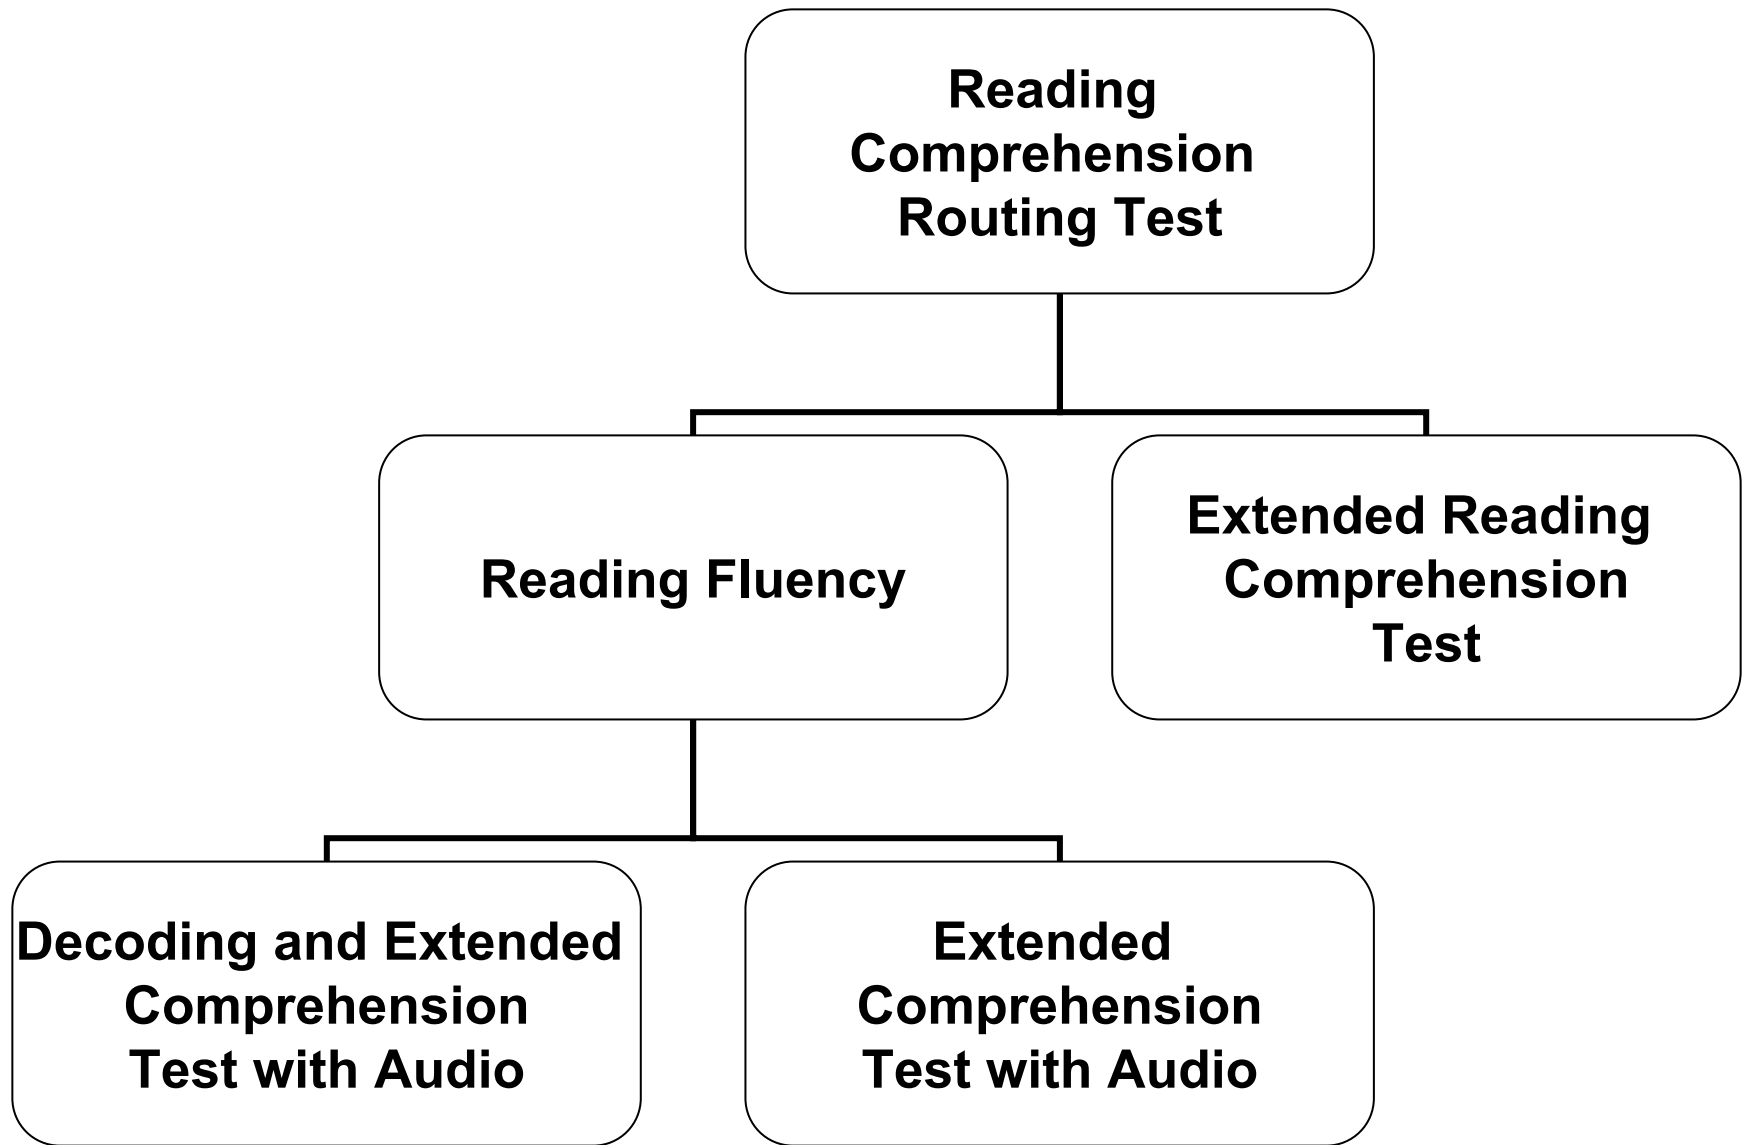 Reading
Comprehension
Routing Test
Reading Fluency
Extended Reading
Comprehension
Test
Decoding and Extended
Comprehension
Test with Audio
Extended
Comprehension
Test with Audio